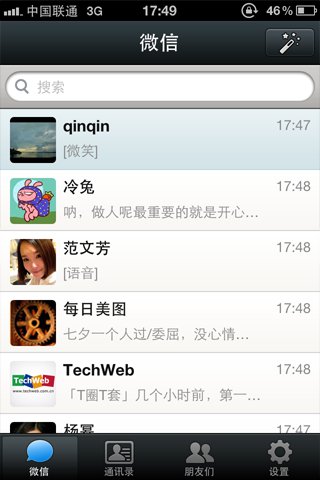 中国联通 3G 17:49 46%
微信
搜索
qinqin 17:47
[微笑]
冷兔 17:48
呐，做人呢最重要的就是开心…
范文芳 17:48
[语音]
每日美图 17:48
七夕一个人过/委屈，没心情…
TechWeb
www.techweb.com.cn
TechWeb 17:48
「T圈T套」几个小时前，第一…
杨幂 17:47
微信 通讯录 朋友们 设置